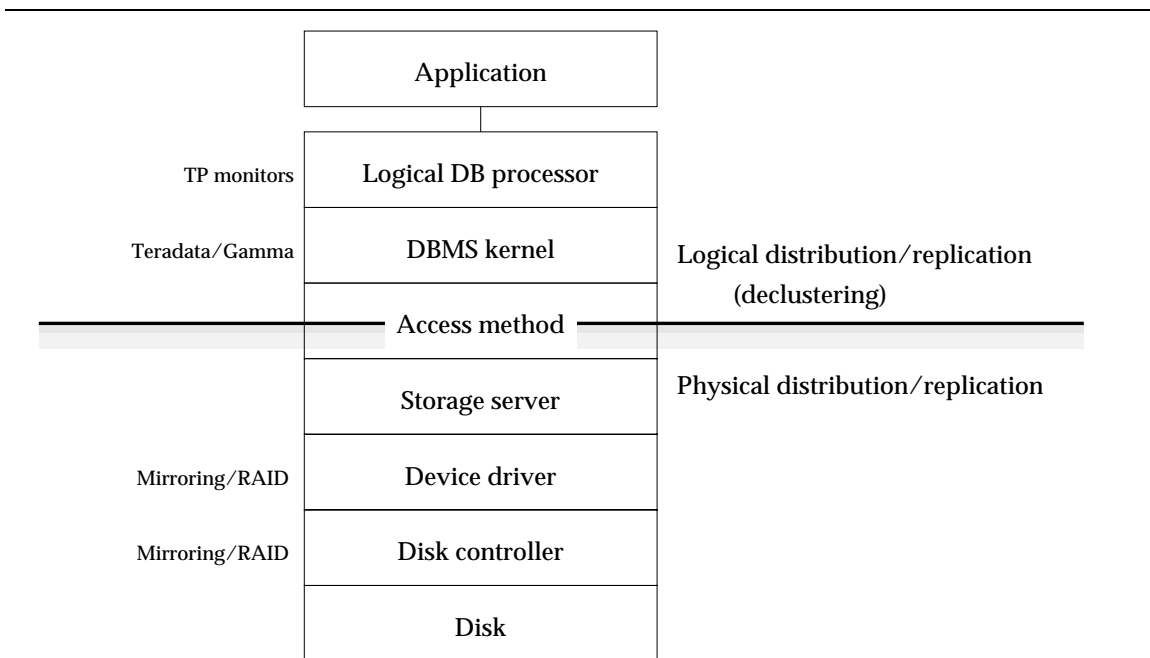 Application
TP monitors Logical DB processor
Teradata/Gamma DBMS kernel
Logical distribution/replication
(declustering)
Access method
Physical distribution/replication
Storage server
Mirroring/RAID Device driver
Mirroring/RAID Disk controller
Disk